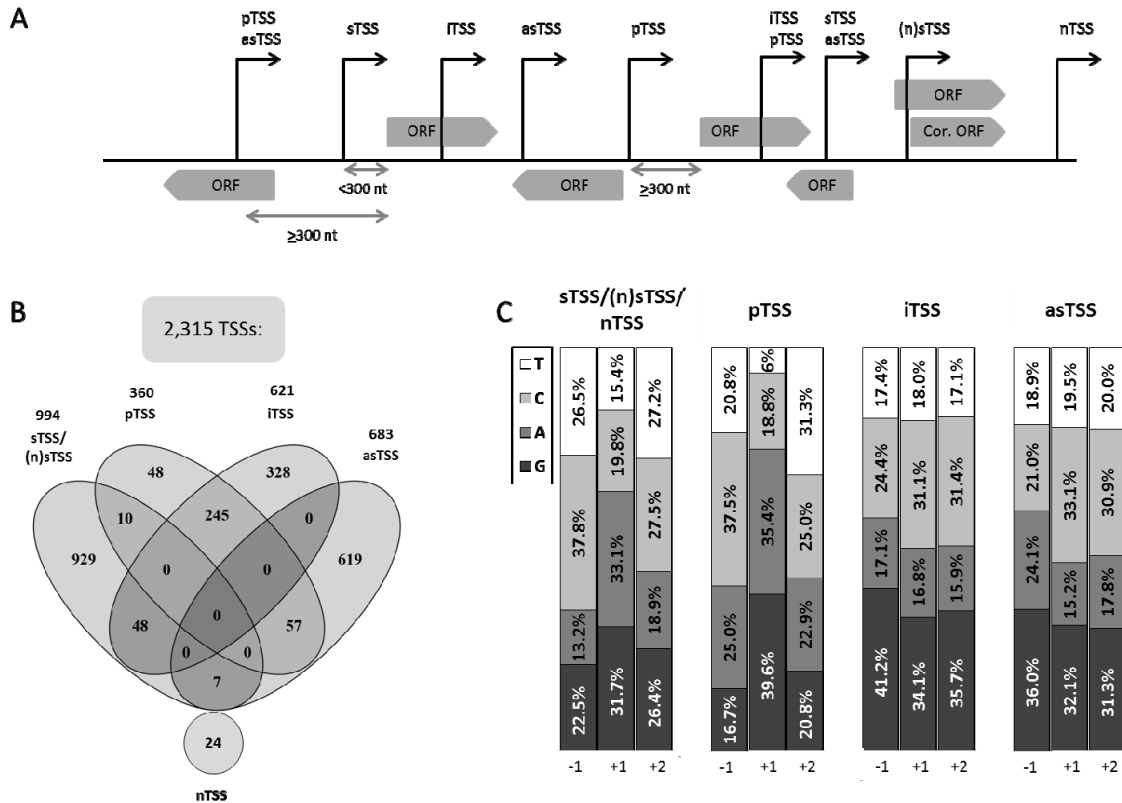 A
pTSS
asTSS
sTSS
iTSS
asTSS
pTSS
iTSS
pTSS
sTSS
asTSS
(n)sTSS
nTSS
ORF
ORF
ORF
Cor. ORF
ORF
<300 nt
ORF
≥300 nt
ORF
≥300 nt
B
2,315 TSSs:
994
sTSS/
(n)sTSS
360
pTSS
621
iTSS
683
asTSS
48
328
10
245
0
929
0
0
619
0
48
57
0
0
7
24
nTSS
C
sTSS/(n)sTSS/
nTSS
pTSS
iTSS
asTSS
T
C
A
G
26.5%
37.8%
13.2%
22.5%
15.4%
19.8%
33.1%
31.7%
27.2%
27.5%
18.9%
26.4%
-1
+1
+2
20.8%
37.5%
25.0%
16.7%
6%
18.8%
35.4%
39.6%
31.3%
25.0%
22.9%
20.8%
-1
+1
+2
17.4%
24.4%
17.1%
41.2%
18.0%
31.1%
16.8%
34.1%
17.1%
31.4%
15.9%
35.7%
-1
+1
+2
18.9%
21.0%
24.1%
36.0%
19.5%
33.1%
15.2%
32.1%
20.0%
30.9%
17.8%
31.3%
-1
+1
+2